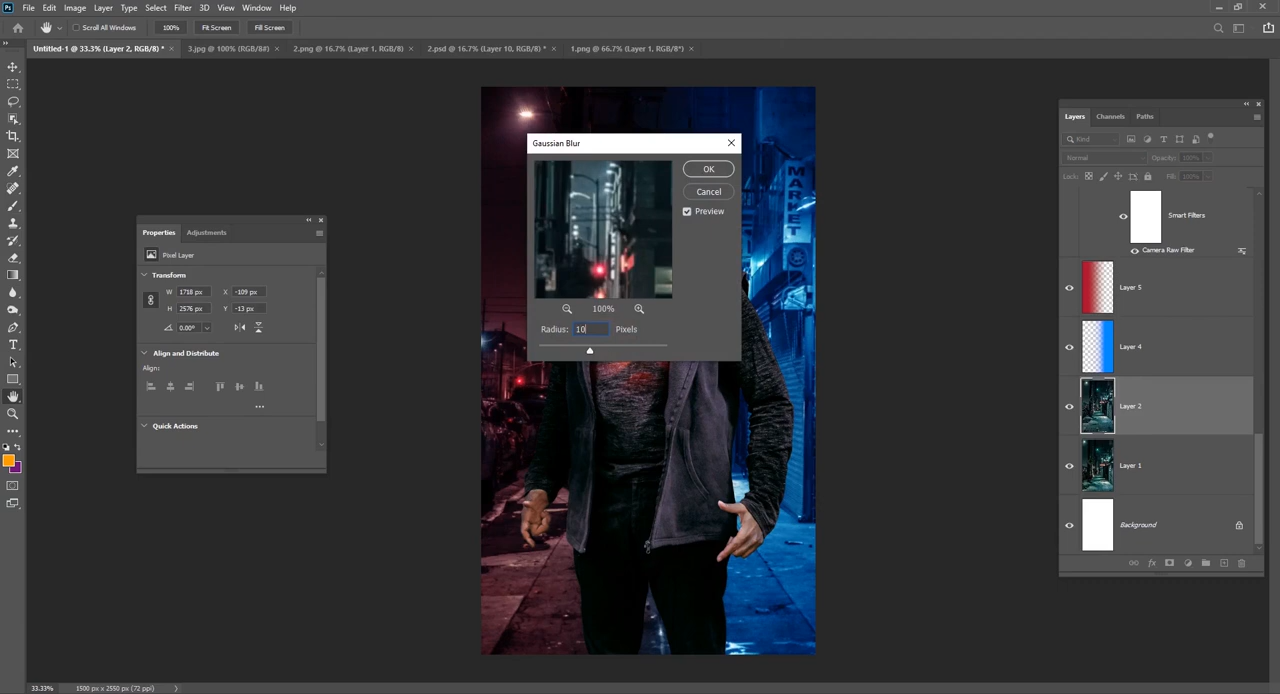 Ps File Edit Image Layer Type Select Filter 3D View Window Help
Scroll All Windows 100% Fit Screen Fill Screen
Untitled-1 @ 33.3% (Layer 2, RGB/8) * × 3.jpg @ 100% (RGB/8#) × 2.png @ 16.7% (Layer 1, RGB/8) × 2.psd @ 16.7% (Layer 10, RGB/8) * × 1.png @ 66.7% (Layer 1, RGB/8*) ×
Gaussian Blur
OK
Cancel
Preview
100%
Radius: 10 Pixels
MARKET
Properties Adjustments
Pixel Layer
Transform
W 1718 px X -109 px
H 2576 px Y -13 px
0.00°
Align and Distribute
Align:
Quick Actions
Layers Channels Paths
Kind
Normal Opacity: 100%
Lock: Fill: 100%
Smart Filters
Camera Raw Filter
Layer 5
Layer 4
Layer 2
Layer 1
Background
33.33% 1500 px x 2550 px (72 ppi)